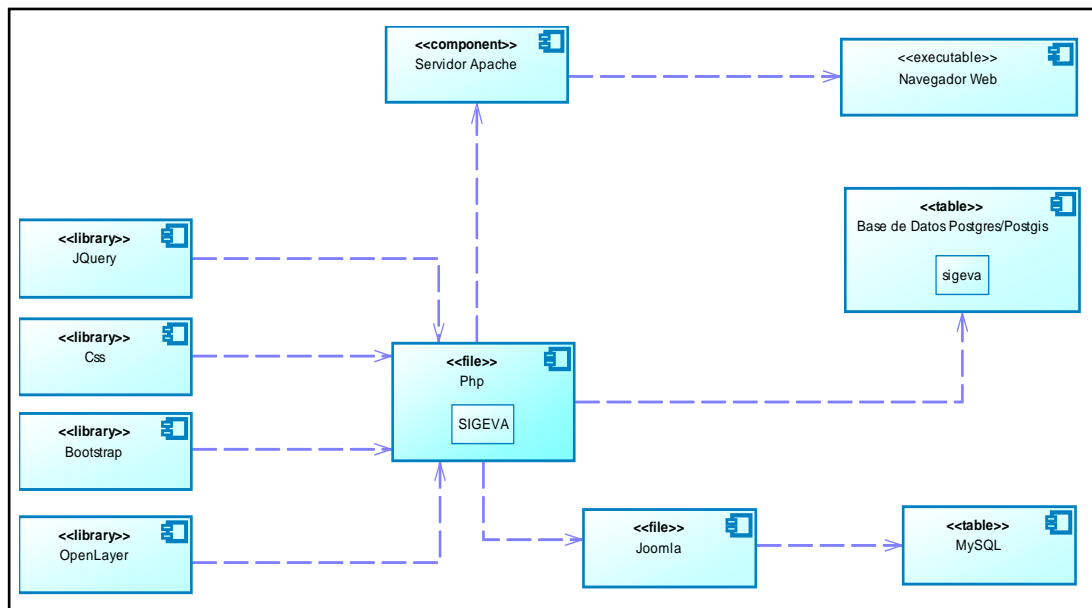 <<component>>
Servidor Apache
<<executable>>
Navegador Web
<<table>>
Base de Datos Postgres/Postgis
sigeva
<<library>>
JQuery
<<library>>
Css
<<library>>
Bootstrap
<<library>>
OpenLayer
<<file>>
Php
SIGEVA
<<file>>
Joomla
<<table>>
MySQL